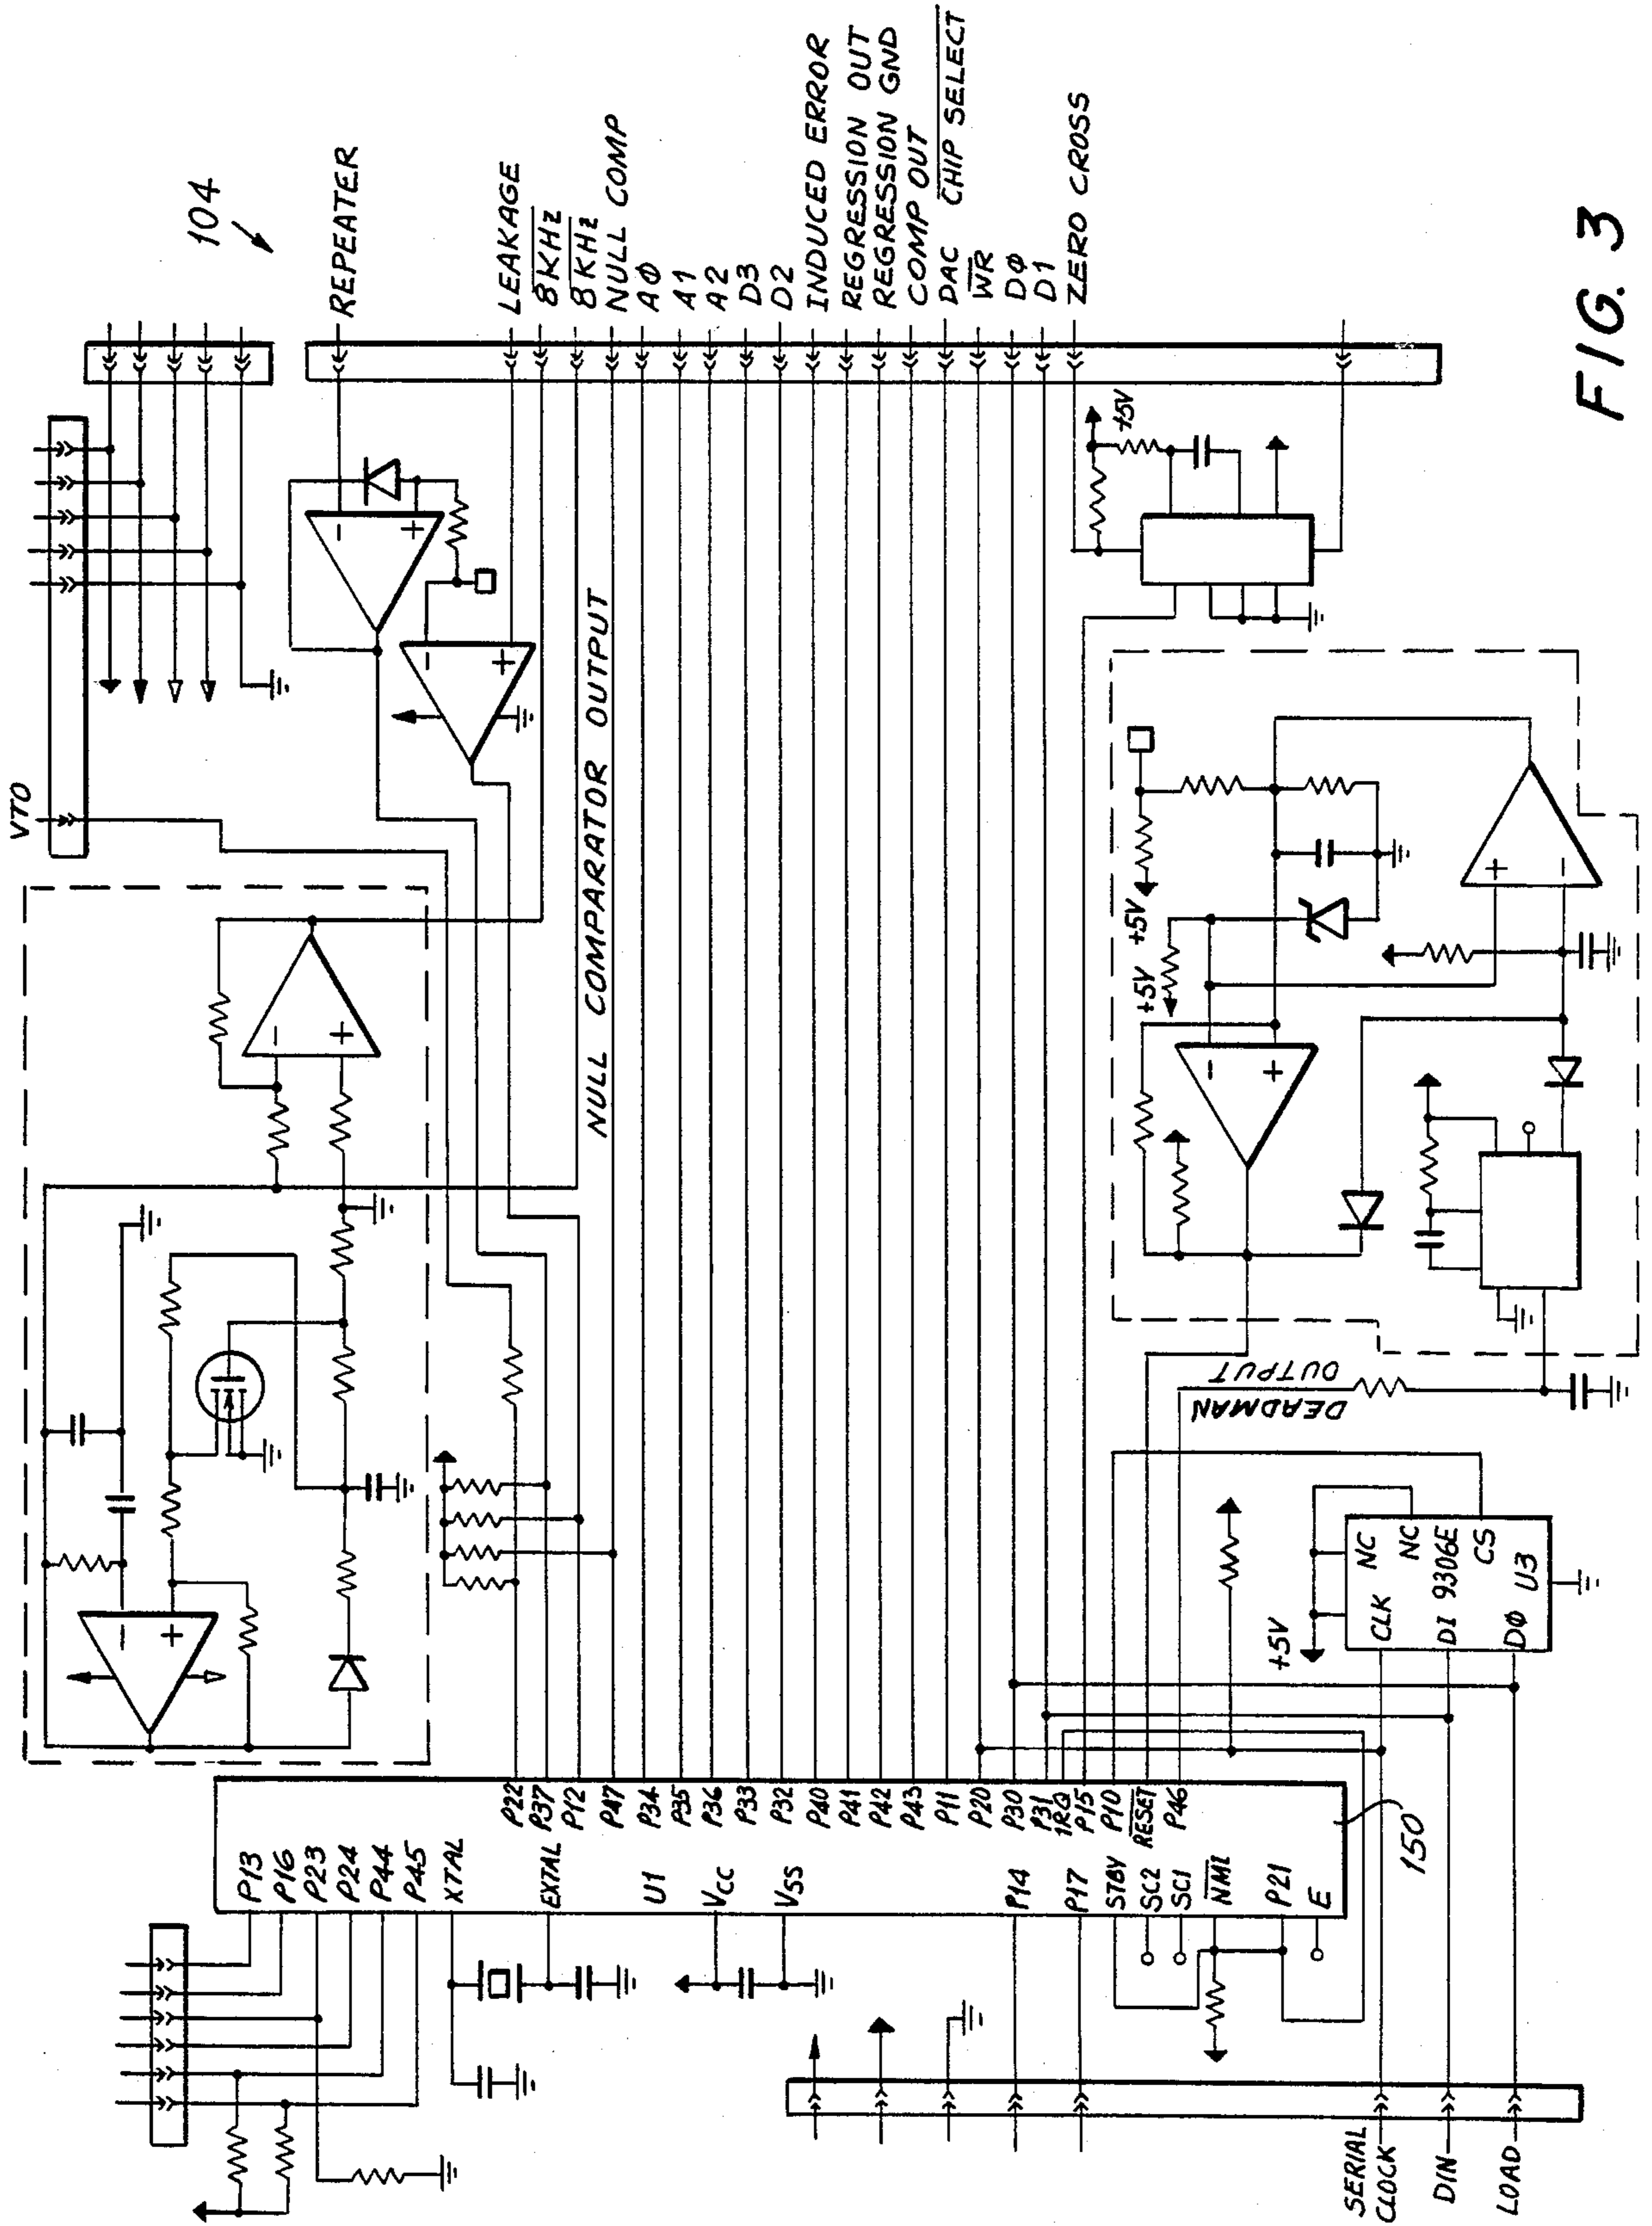 104
VTO
REPEATER
LEAKAGE
8KHz
8KHz
NULL COMP
AØ
A1
A2
D3
D2
INDUCED ERROR
REGRESSION OUT
REGRESSION GND
COMP OUT
DAC CHIP SELECT
WR
DØ
D1
ZERO CROSS
NULL COMPARATOR OUTPUT
+5V
-
+
-
+
-
+
-
+
+5V
+5V
-
+
+
-
DEADMAN
OUTPUT
P13
P16
P23
P24
P44
P45
XTAL
EXTAL
U1
VCC
VSS
P14
P17
STBY
SC2
SC1
NMI
P21
E
P22
P37
P12
P47
P34
P35
P36
P33
P32
P40
P41
P42
P43
P11
P20
P30
P31
IRQ
P15
P10
RESET
P46
150
+5V
CLK
NC
NC
DI 9306E
CS
DØ
U3
SERIAL
CLOCK
DIN
LOAD
FIG. 3